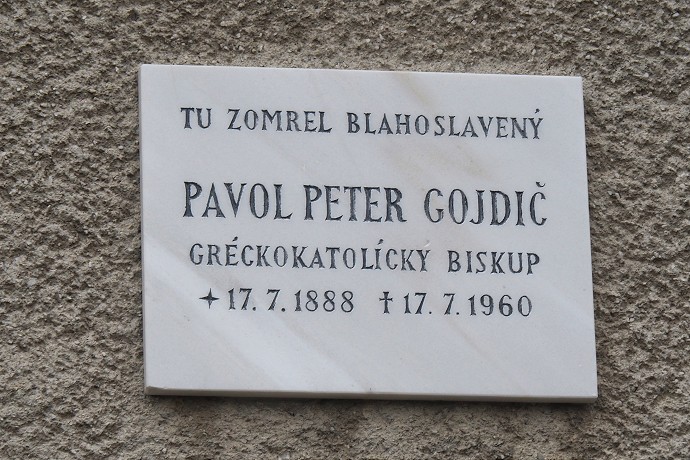 TU ZOMREL BLAHOSLAVENÝ
PAVOL PETER GOJDIČ
GRÉCKOKATOLÍCKY BISKUP
✦ 17. 7. 1888 ✝ 17. 7. 1960